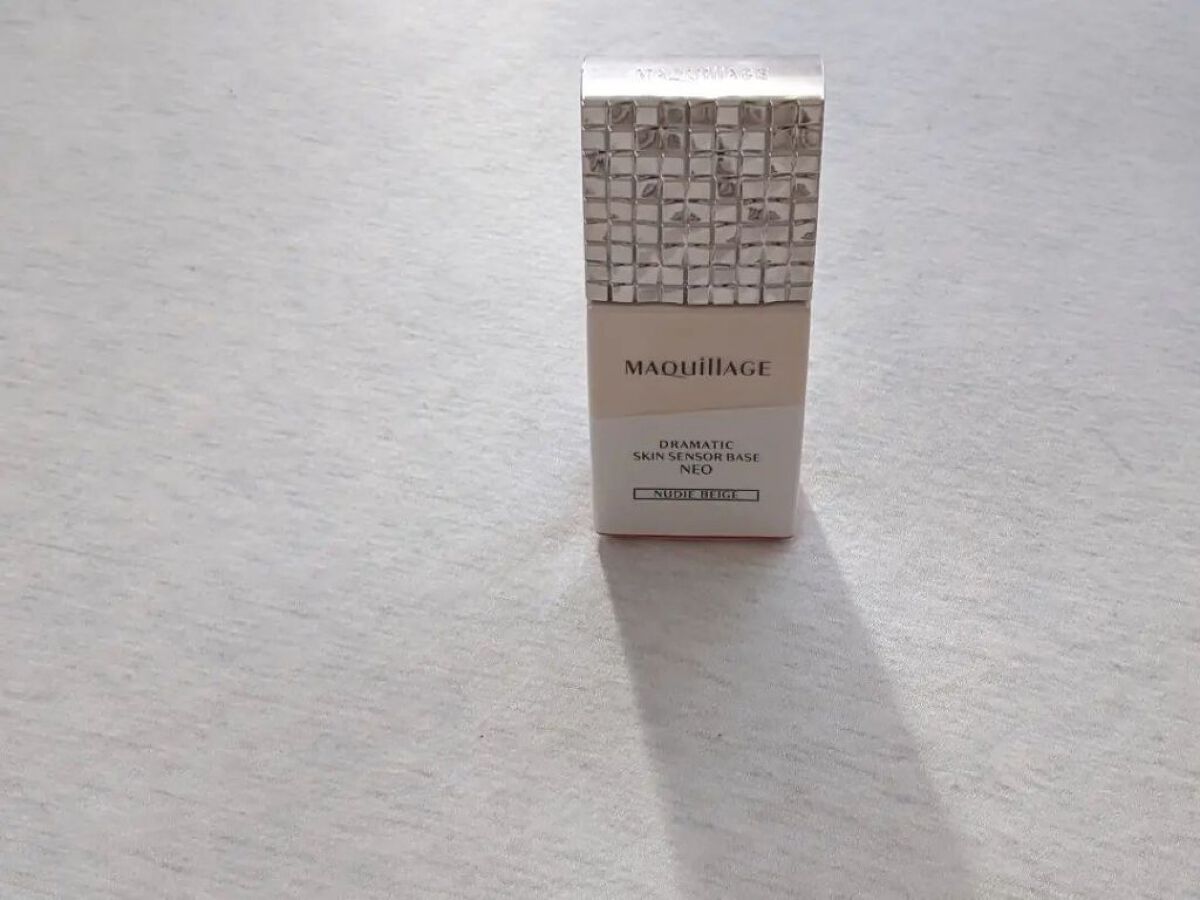 MAQUillAGE
MAQUillAGE
DRAMATIC
SKIN SENSOR BASE
NEO
NUDIE BEIGE